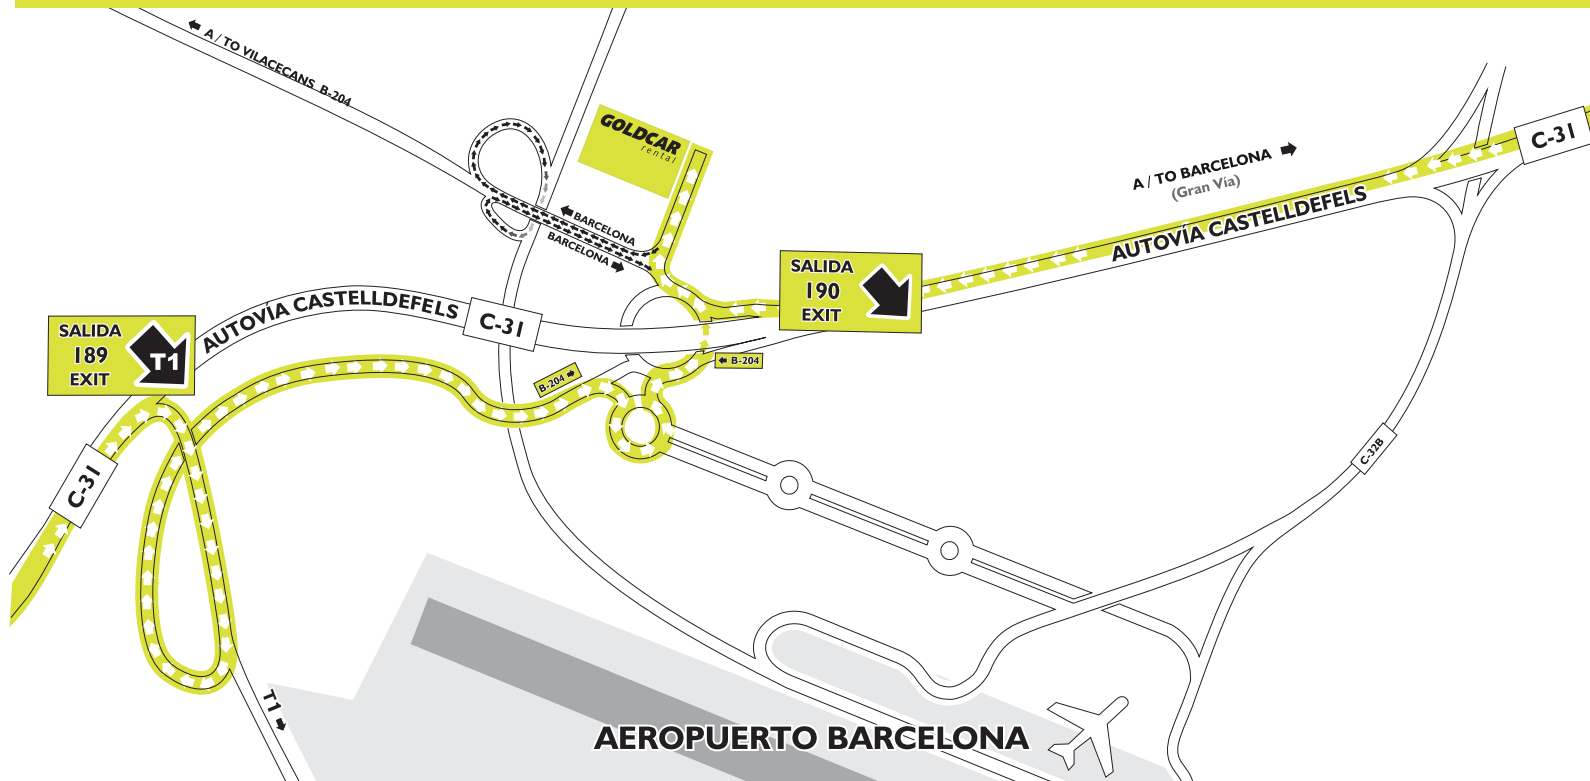 A / TO VILACECANS B-204
GOLDCAR
rental
C-31
A / TO BARCELONA
(Gran Vía)
AUTOVÍA CASTELLDEFELS
BARCELONA
BARCELONA
SALIDA
190
EXIT
AUTOVÍA CASTELLDEFELS
C-31
SALIDA
189
EXIT
T1
B-204
B-204
C-31
C-32B
T1
AEROPUERTO BARCELONA